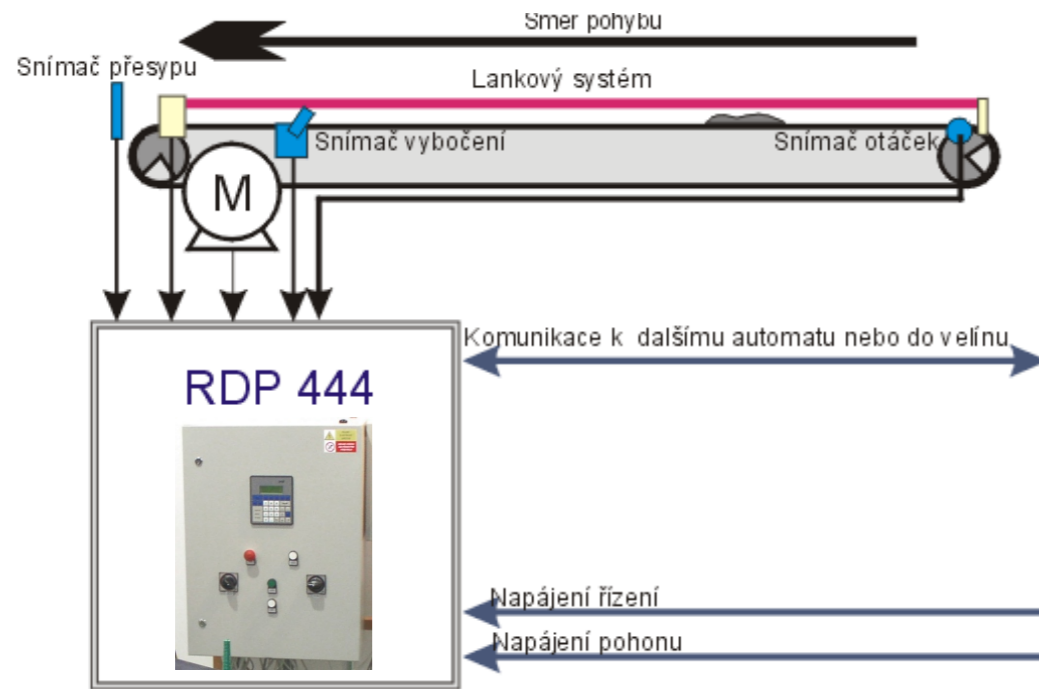 Směr pohybu
Snímač přesypu
Lankový systém
Snímač vybočení
Snímač otáček
M
Komunikace k dalšímu automatu nebo do velínu
RDP 444
Napájení řízení
Napájení pohonu